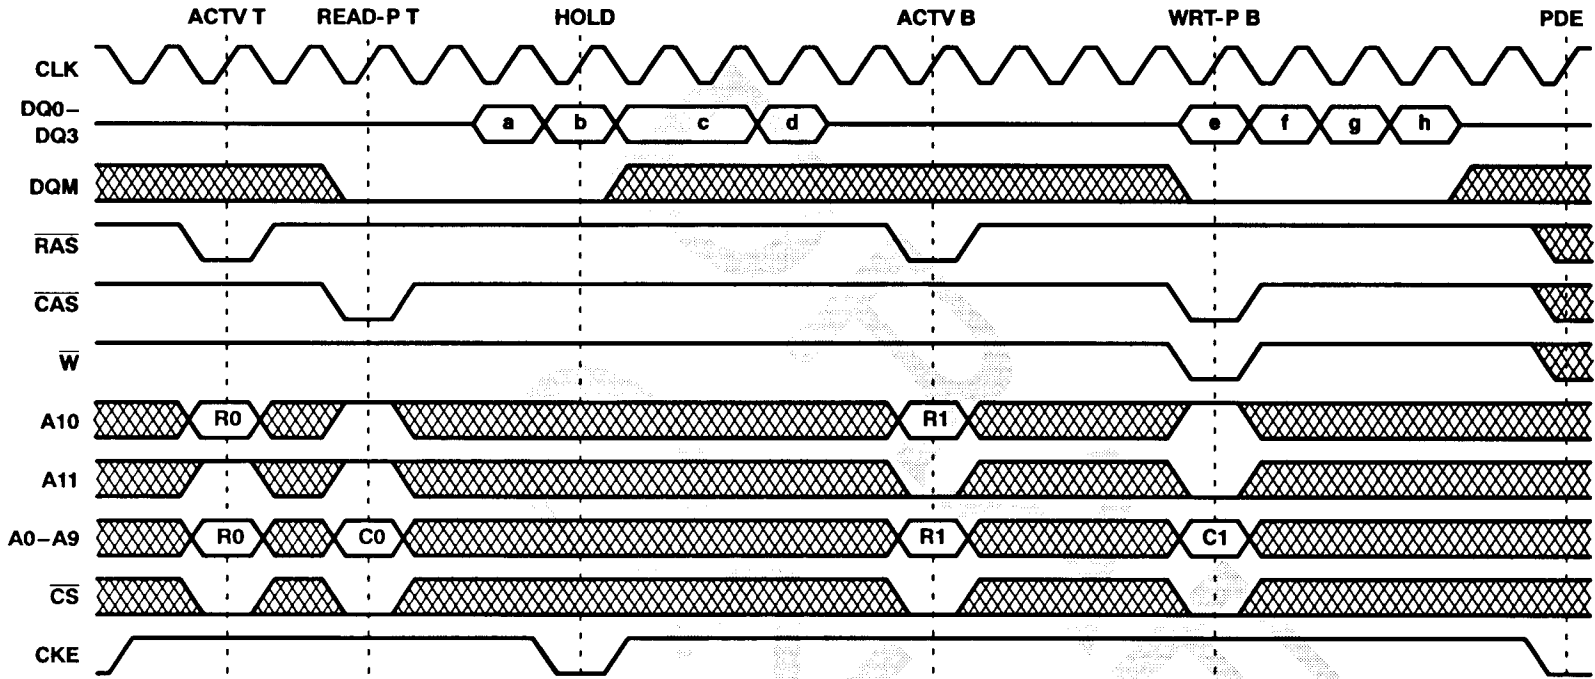 ACTV T READ-P T HOLD ACTV B WRT-P B PDE
CLK
DQ0–
DQ3
a b c d e f g h
DQM
RAS
CAS
W
A10 R0 R1
A11
A0–A9 R0 C0 R1 C1
CS
CKE